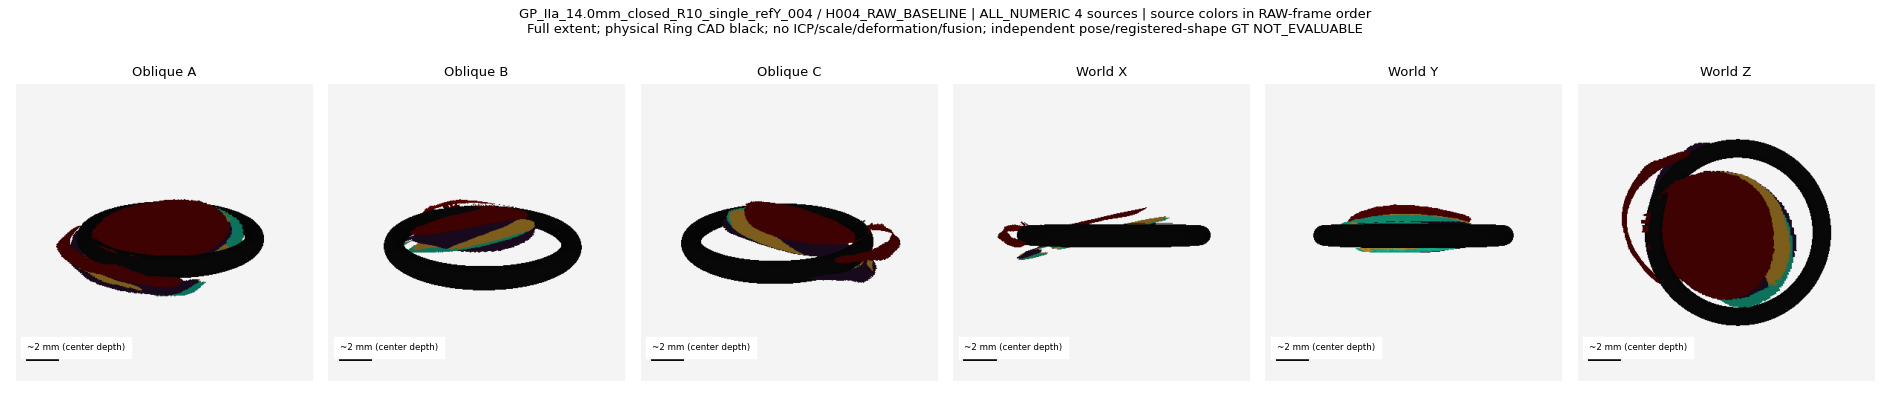 GP_IIa_14.0mm_closed_R10_single_refY_004 / H004_RAW_BASELINE | ALL_NUMERIC 4 sources | source colors in RAW-frame order
Full extent; physical Ring CAD black; no ICP/scale/deformation/fusion; independent pose/registered-shape GT NOT_EVALUABLE
Oblique A
Oblique B
Oblique C
World X
World Y
World Z
~2 mm (center depth)
~2 mm (center depth)
~2 mm (center depth)
~2 mm (center depth)
~2 mm (center depth)
~2 mm (center depth)